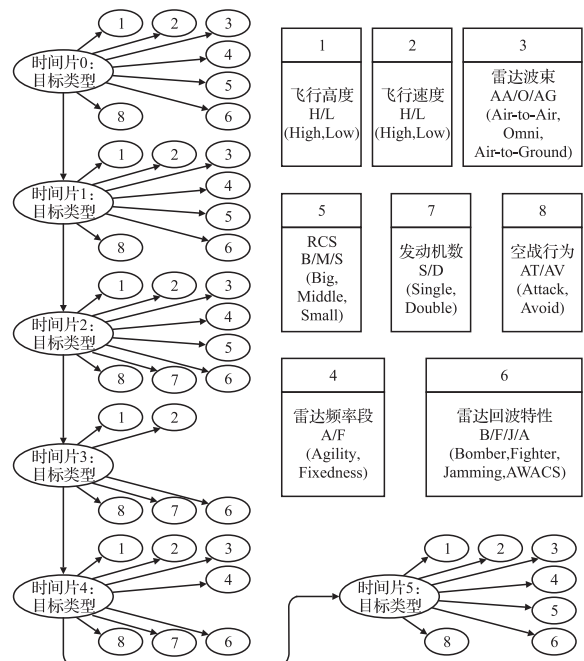 1
2
3
时间片0:
目标类型
4
5
8
6
1
2
3
时间片1:
目标类型
4
5
8
6
1
2
3
时间片2:
目标类型
4
5
8
7
6
1
2
时间片3:
目标类型
8
7
6
1
2
3
时间片4:
目标类型
4
8
7
6
1
飞行高度
H/L
(High,Low)
2
飞行速度
H/L
(High,Low)
3
雷达波束
AA/O/AG
(Air-to-Air,
Omni,
Air-to-Ground)
5
RCS
B/M/S
(Big,
Middle,
Small)
7
发动机数
S/D
(Single,
Double)
8
空战行为
AT/AV
(Attack,
Avoid)
4
雷达频率段
A/F
(Agility,
Fixedness)
6
雷达回波特性
B/F/J/A
(Bomber,Fighter,
Jamming,AWACS)
1
2
3
时间片5:
目标类型
4
5
8
6